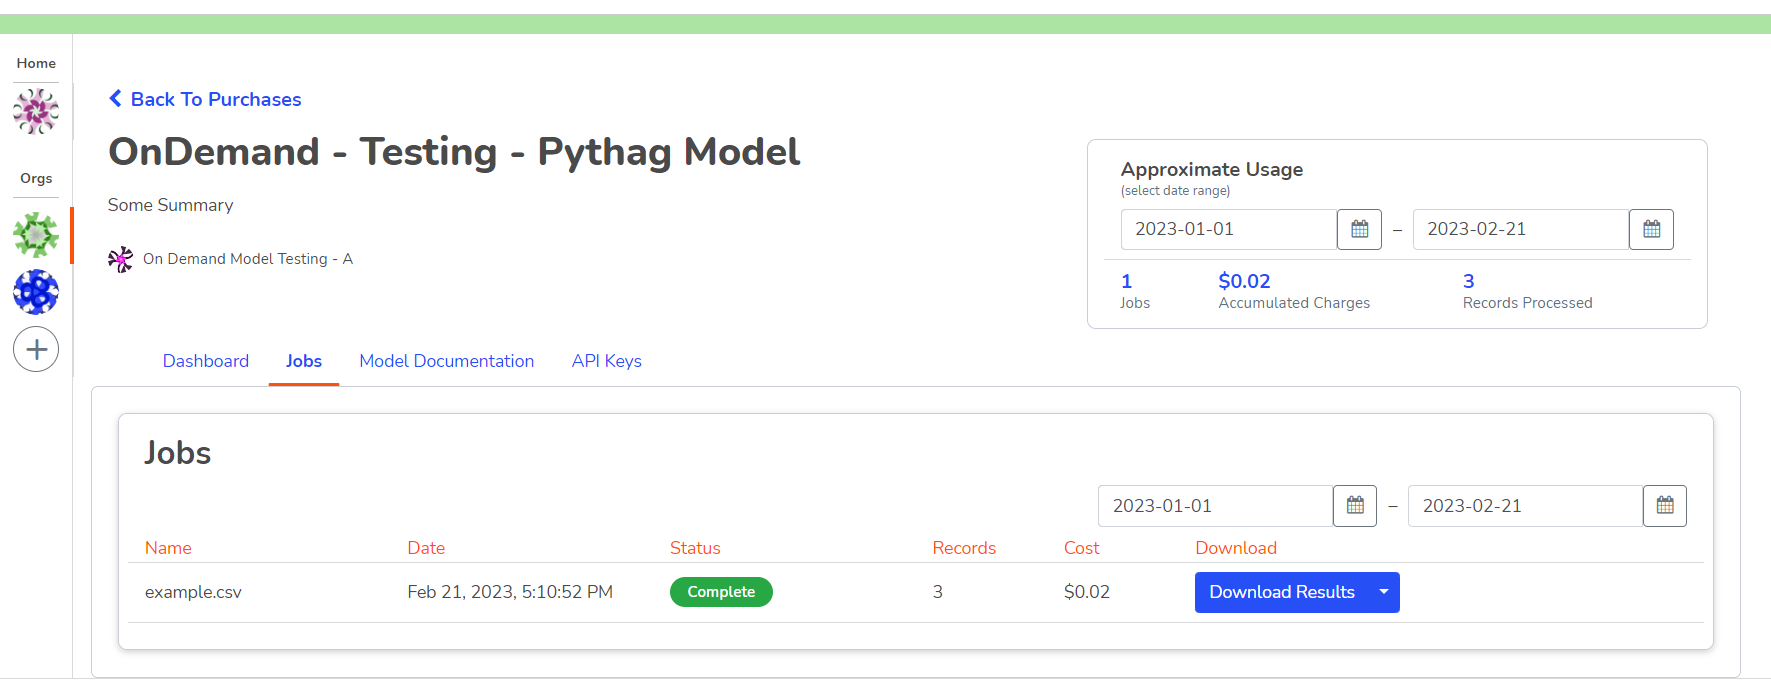 Home
Orgs
Back To Purchases
OnDemand - Testing - Pythag Model
Some Summary
On Demand Model Testing - A
Approximate Usage
(select date range)
2023-01-01 – 2023-02-21
1 $0.02 3
Jobs Accumulated Charges Records Processed
Dashboard Jobs Model Documentation API Keys
Jobs
2023-01-01 – 2023-02-21
Name Date Status Records Cost Download
example.csv Feb 21, 2023, 5:10:52 PM Complete 3 $0.02 Download Results